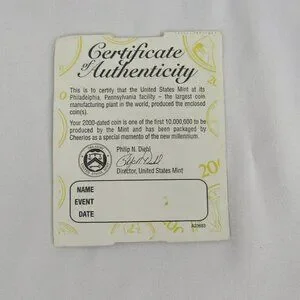 Certificate
of Authenticity
This is to certify that the United States Mint at its
Philadelphia, Pennsylvania facility – the largest coin
manufacturing plant in the world, produced the enclosed
coin(s).
Your 2000-dated coin is one of the first 10,000,000 to be
produced by the Mint and has been packaged by
Cheerios as a special memento of the new millennium.
Philip N. Diehl
Director, United States Mint
NAME
EVENT
DATE